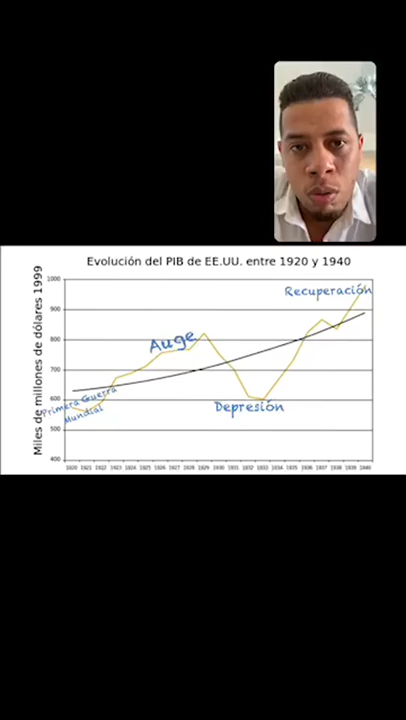 Evolución del PIB de EE.UU. entre 1920 y 1940
Miles de millones de dólares 1999
1000
900
800
700
600
500
400
Primera Guerra
Mundial
Auge
Depresión
Recuperación
1920 1921 1922 1923 1924 1925 1926 1927 1928 1929 1930 1931 1932 1933 1934 1935 1936 1937 1938 1939 1940